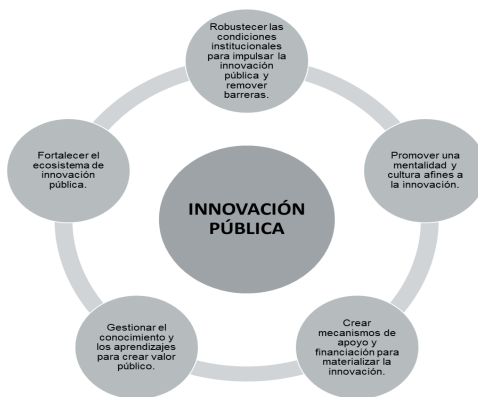 Robustecer las
condiciones
institucionales
para impulsar la
innovación
pública y
remover
barreras.
Promover una
mentalidad y
cultura afines a
la innovación.
Crear
mecanismos de
apoyo y
financiación para
materializar la
innovación.
Gestionar el
conocimiento y
los aprendizajes
para crear valor
público.
Fortalecer el
ecosistema de
innovación
pública.
INNOVACIÓN
PÚBLICA